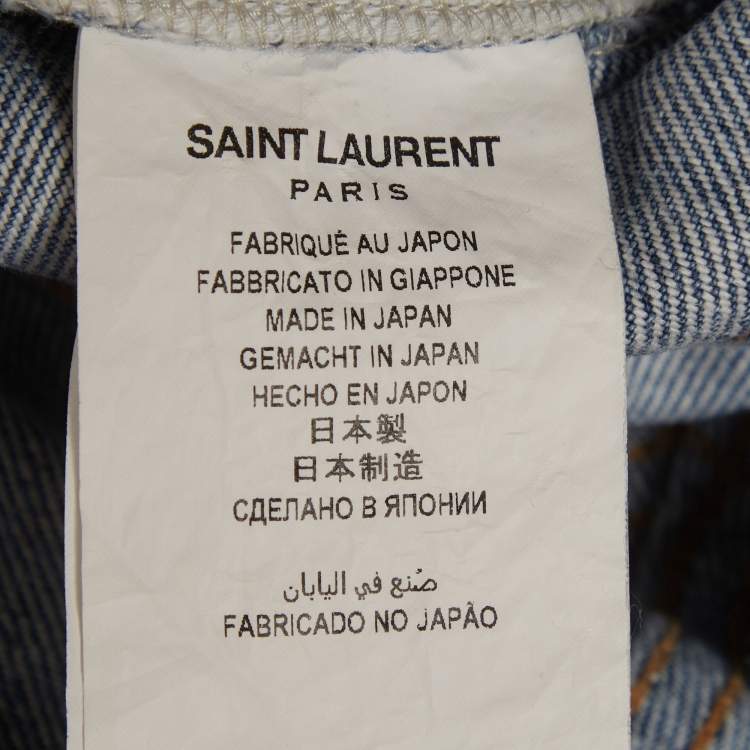 SAINT LAURENT
PARIS
FABRIQUÉ AU JAPON
FABBRICATO IN GIAPPONE
MADE IN JAPAN
GEMACHT IN JAPAN
HECHO EN JAPON
日本製
日本制造
СДЕЛАНО В ЯПОНИИ
صُنع في اليابان
FABRICADO NO JAPÃO